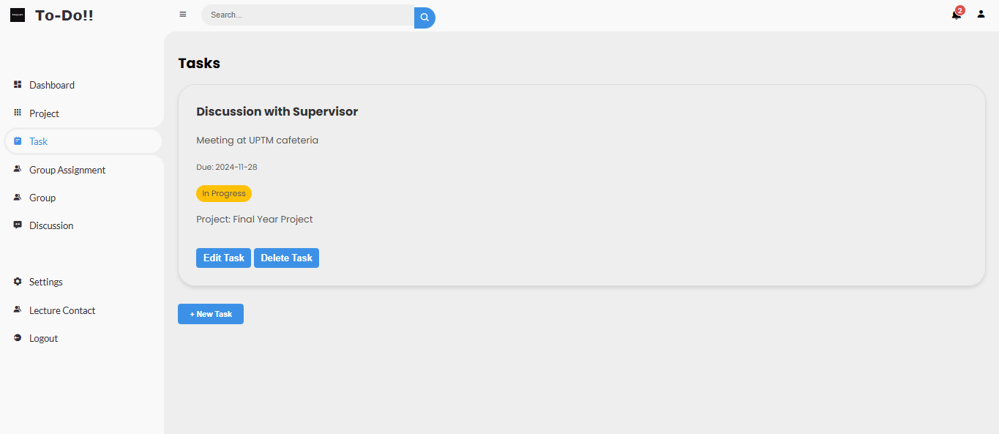 To-Do!!
Search...
2
Dashboard
Project
Task
Group Assignment
Group
Discussion
Settings
Lecture Contact
Logout
Tasks
Discussion with Supervisor
Meeting at UPTM cafeteria
Due: 2024-11-28
In Progress
Project: Final Year Project
Edit Task Delete Task
+ New Task